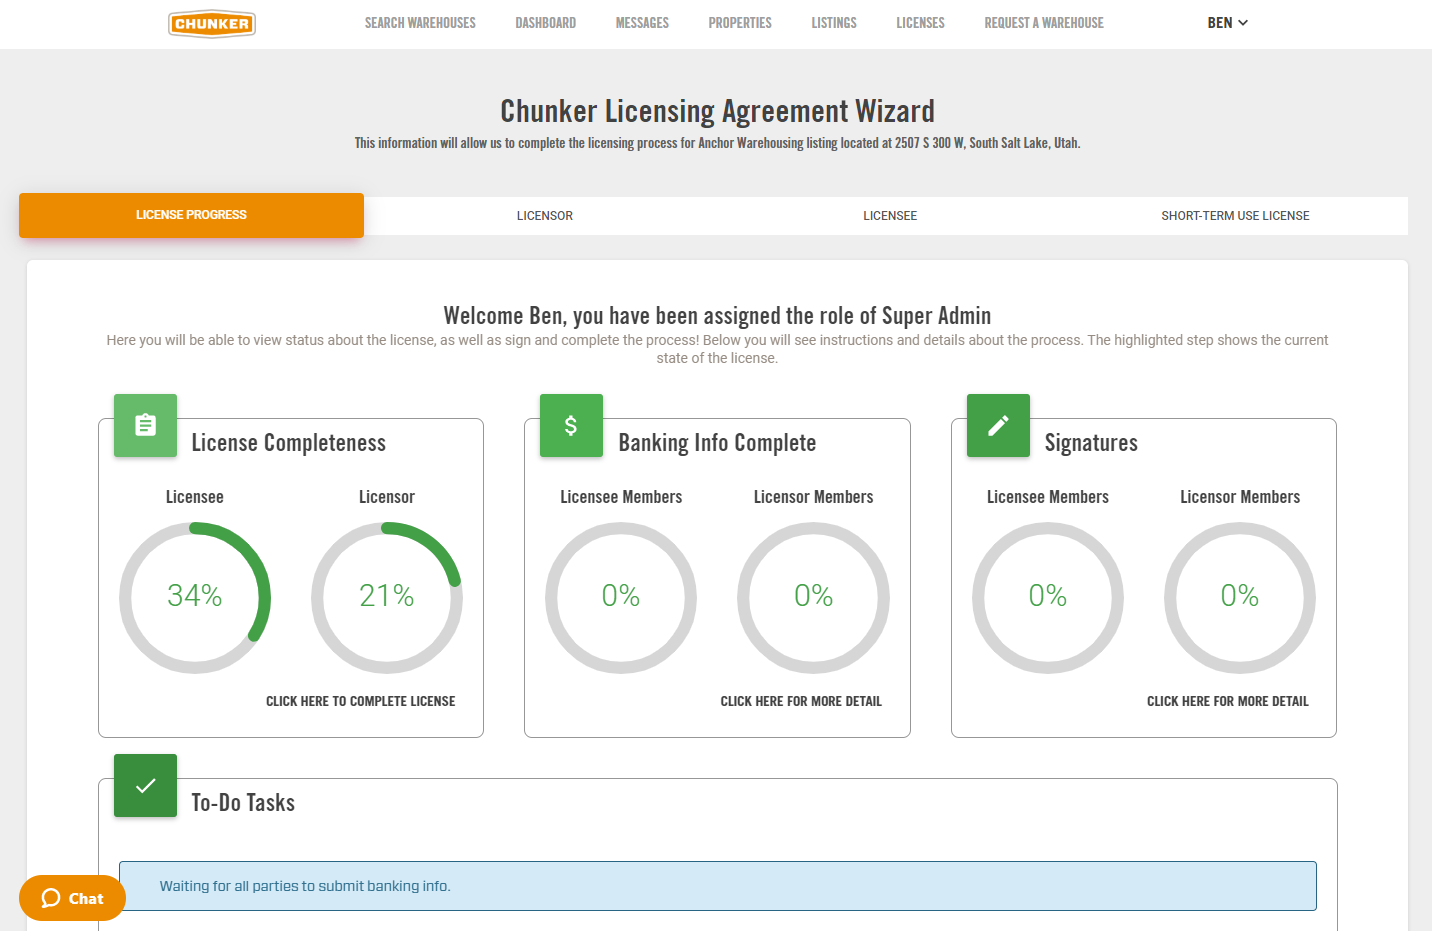 CHUNKER
SEARCH WAREHOUSES
DASHBOARD
MESSAGES
PROPERTIES
LISTINGS
LICENSES
REQUEST A WAREHOUSE
BEN
Chunker Licensing Agreement Wizard
This information will allow us to complete the licensing process for Anchor Warehousing listing located at 2507 S 300 W, South Salt Lake, Utah.
LICENSE PROGRESS
LICENSOR
LICENSEE
SHORT-TERM USE LICENSE
Welcome Ben, you have been assigned the role of Super Admin
Here you will be able to view status about the license, as well as sign and complete the process! Below you will see instructions and details about the process. The highlighted step shows the current
state of the license.
License Completeness
Licensee
Licensor
34%
21%
CLICK HERE TO COMPLETE LICENSE
$
Banking Info Complete
Licensee Members
Licensor Members
0%
0%
CLICK HERE FOR MORE DETAIL
Signatures
Licensee Members
Licensor Members
0%
0%
CLICK HERE FOR MORE DETAIL
To-Do Tasks
Waiting for all parties to submit banking info.
Chat